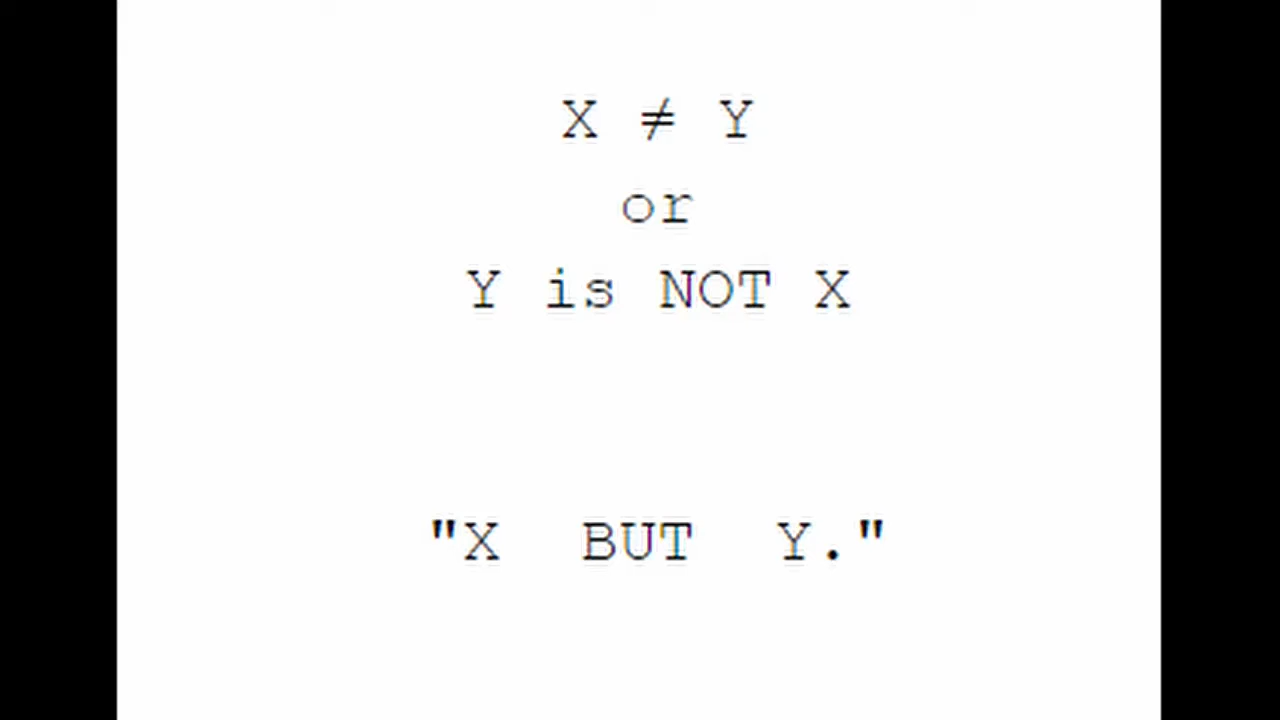 X ≠ Y
or
Y is NOT X
"X BUT Y."